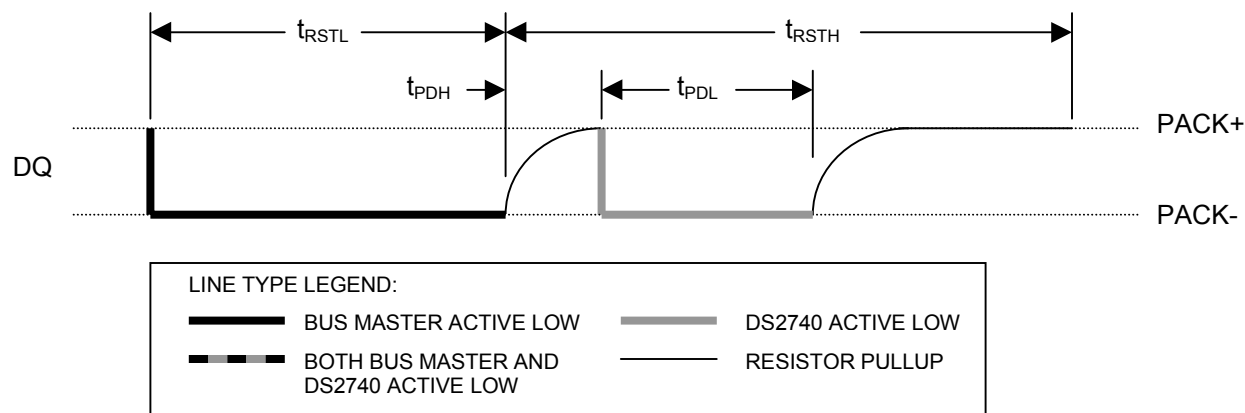 tRSTL
tRSTH
tPDH
tPDL
PACK+
DQ
PACK-
LINE TYPE LEGEND:
BUS MASTER ACTIVE LOW
DS2740 ACTIVE LOW
BOTH BUS MASTER AND
DS2740 ACTIVE LOW
RESISTOR PULLUP